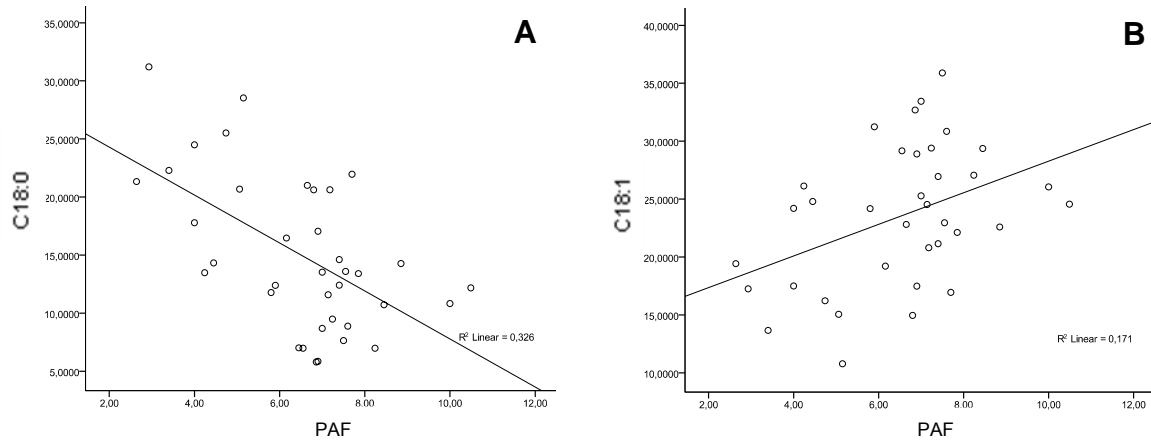 A
35,0000
30,0000
25,0000
20,0000
15,0000
10,0000
5,0000
C18:0
R² Linear = 0,326
2,00 4,00 6,00 8,00 10,00 12,00
PAF
B
40,0000
35,0000
30,0000
25,0000
20,0000
15,0000
10,0000
C18:1
R² Linear = 0,171
2,00 4,00 6,00 8,00 10,00 12,00
PAF